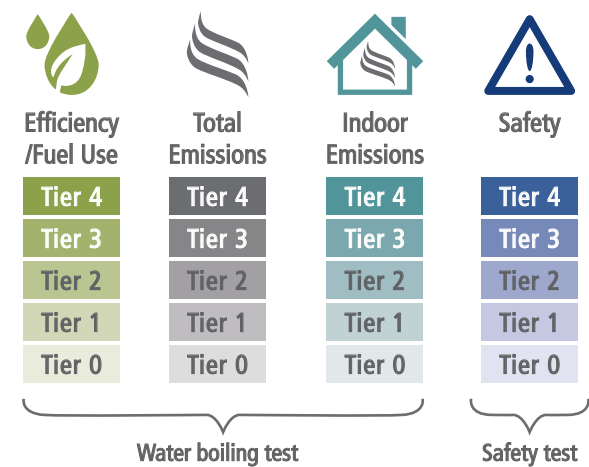 Efficiency
/Fuel Use
Total
Emissions
Indoor
Emissions
Safety
Tier 4
Tier 4
Tier 4
Tier 4
Tier 3
Tier 3
Tier 3
Tier 3
Tier 2
Tier 2
Tier 2
Tier 2
Tier 1
Tier 1
Tier 1
Tier 1
Tier 0
Tier 0
Tier 0
Tier 0
Water boiling test
Safety test